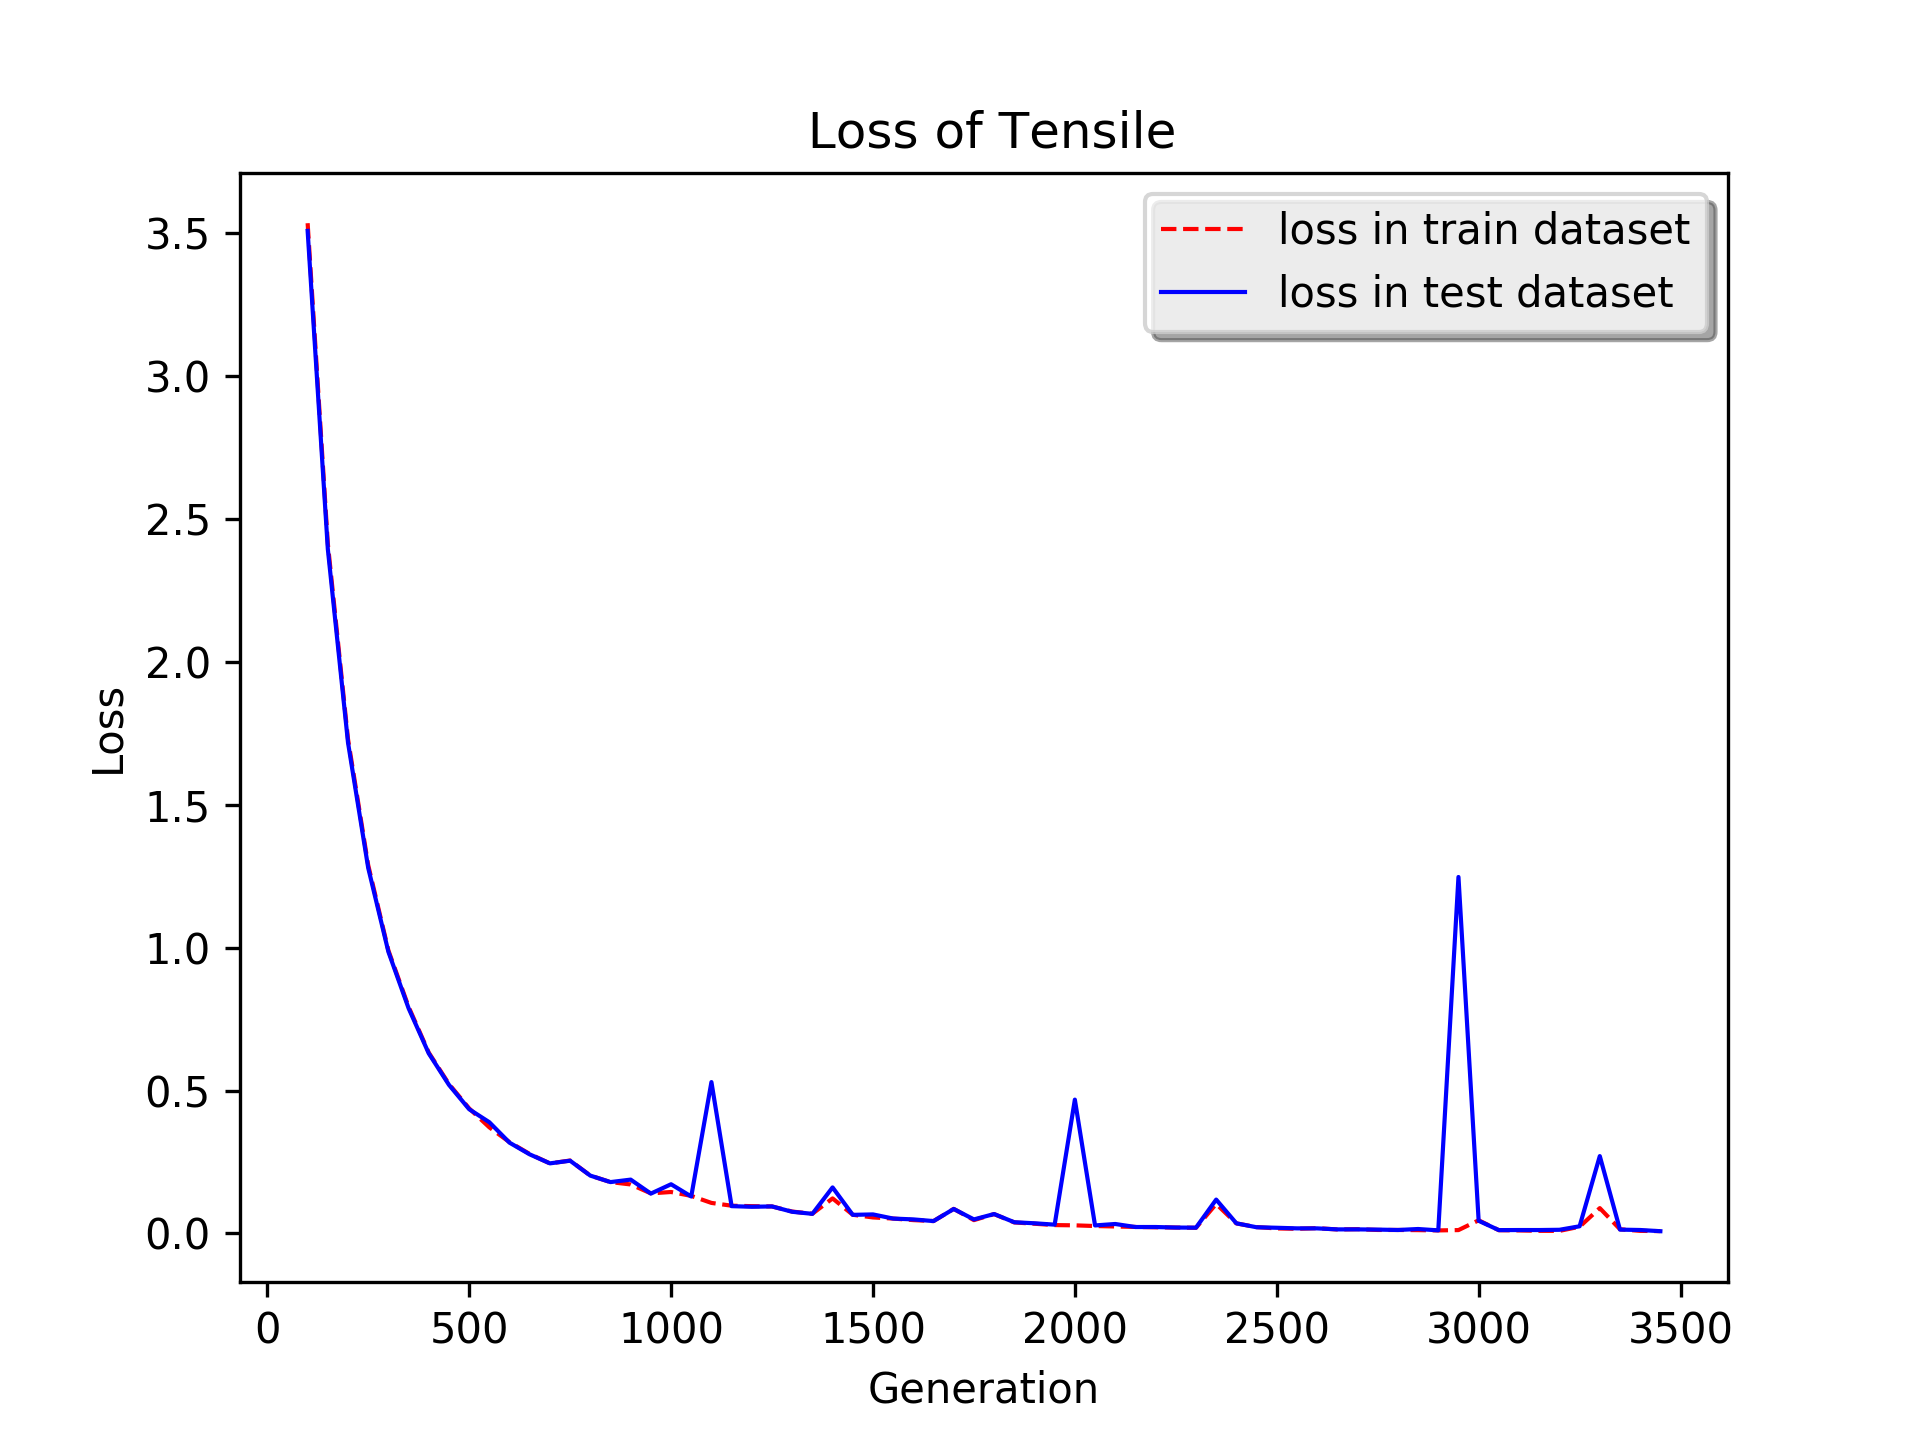 Loss of Tensile
loss in train dataset
loss in test dataset
3.5
3.0
2.5
2.0
1.5
1.0
0.5
0.0
Loss
0 500 1000 1500 2000 2500 3000 3500
Generation